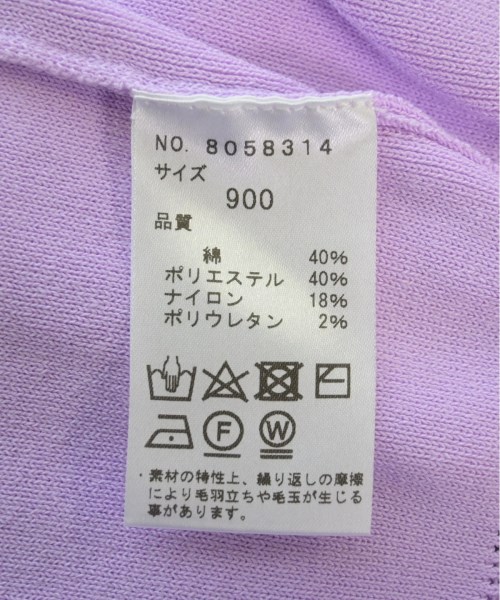 NO. 8058314
サイズ
900
品質
綿 40%
ポリエステル 40%
ナイロン 18%
ポリウレタン 2%
F W
・素材の特性上、繰り返しの摩擦
により毛羽立ちや毛玉が生じる
事があります。